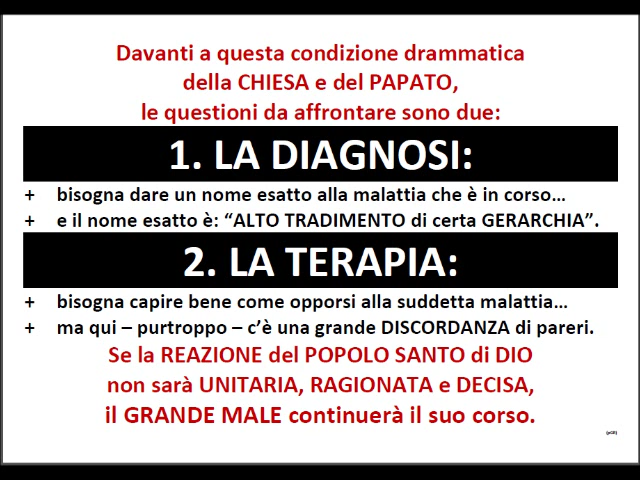 Davanti a questa condizione drammatica
della CHIESA e del PAPATO,
le questioni da affrontare sono due:
1. LA DIAGNOSI:
+ bisogna dare un nome esatto alla malattia che è in corso…
+ e il nome esatto è: “ALTO TRADIMENTO di certa GERARCHIA”.
2. LA TERAPIA:
+ bisogna capire bene come opporsi alla suddetta malattia…
+ ma qui – purtroppo – c’è una grande DISCORDANZA di pareri.
Se la REAZIONE del POPOLO SANTO di DIO
non sarà UNITARIA, RAGIONATA e DECISA,
il GRANDE MALE continuerà il suo corso.